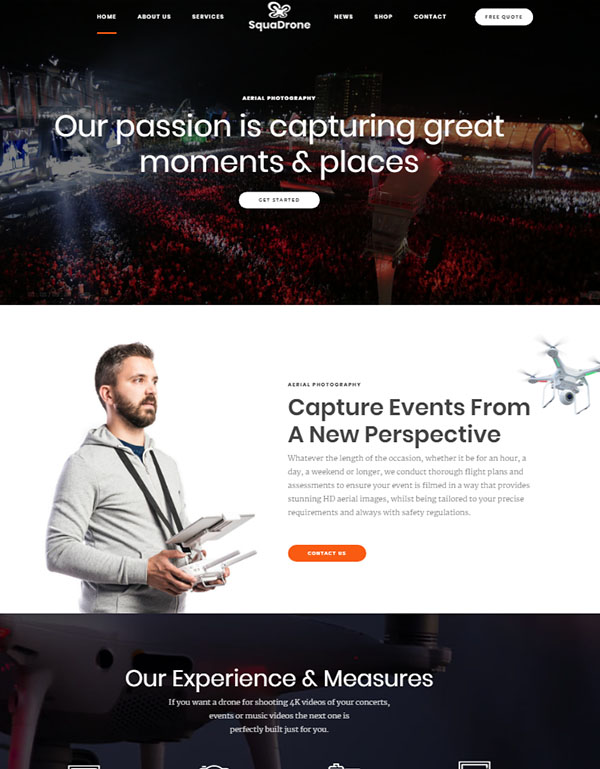 HOME ABOUT US SERVICES SquaDrone NEWS SHOP CONTACT FREE QUOTE
AERIAL PHOTOGRAPHY
Our passion is capturing great
moments & places
GET STARTED
AERIAL PHOTOGRAPHY
Capture Events From
A New Perspective
Whatever the length of the occasion, whether it be for an hour, a
day, a weekend or longer, we conduct thorough flight plans and
assessments to ensure your event is filmed in a way that provides
stunning HD aerial images, whilst being tailored to your precise
requirements and always with safety regulations.
CONTACT US
Our Experience & Measures
If you want a drone for shooting 4K videos of your concerts,
events or music videos the next one is
perfectly built just for you.